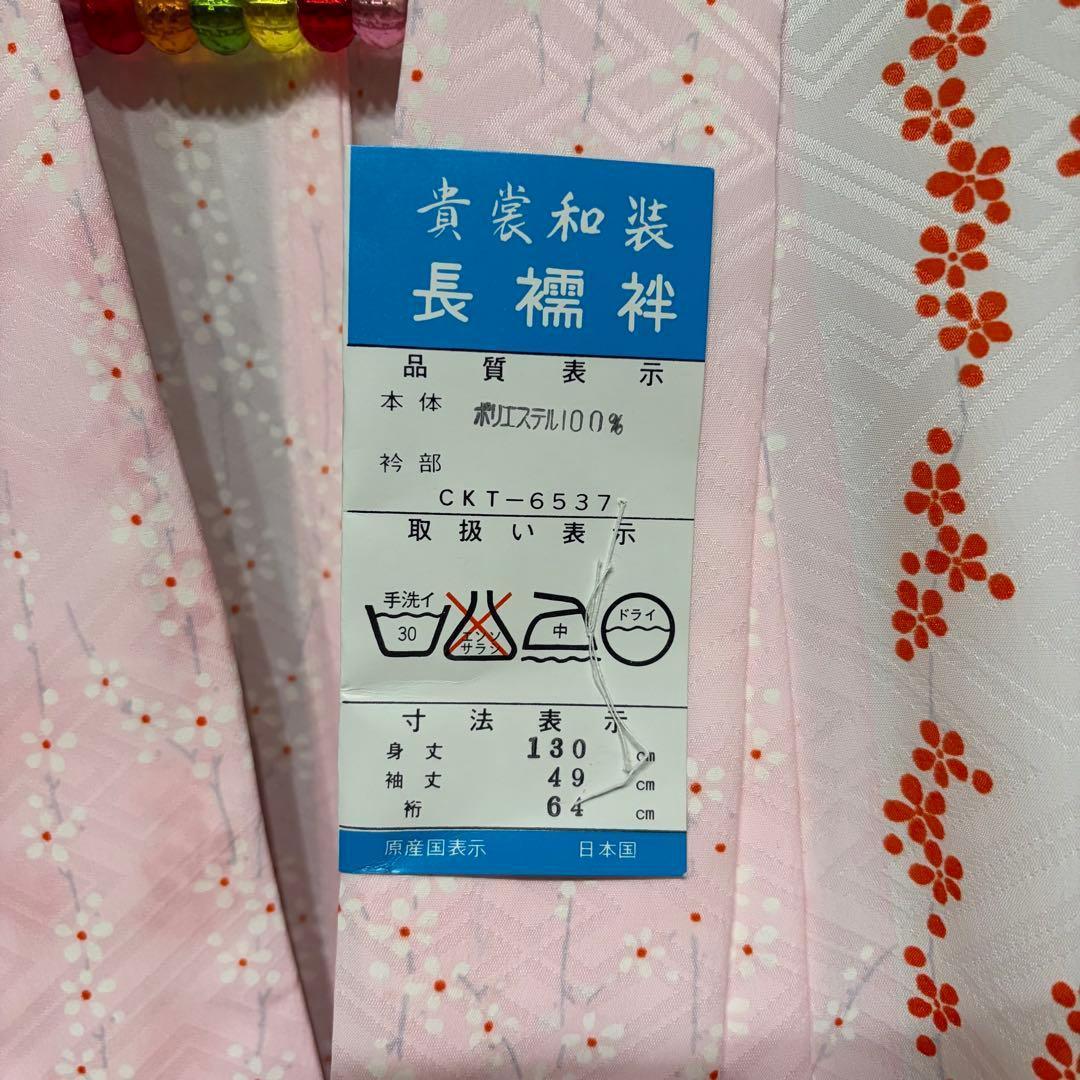 貴裳和装
長襦袢
品質表示
本体 ポリエステル100%
衿部
CKT-6537
取扱い表示
手洗イ 30 エンソサラシ 中 ドライ
寸法表示
身丈 130 cm
袖丈 49 cm
裄 64 cm
原産国表示 日本国